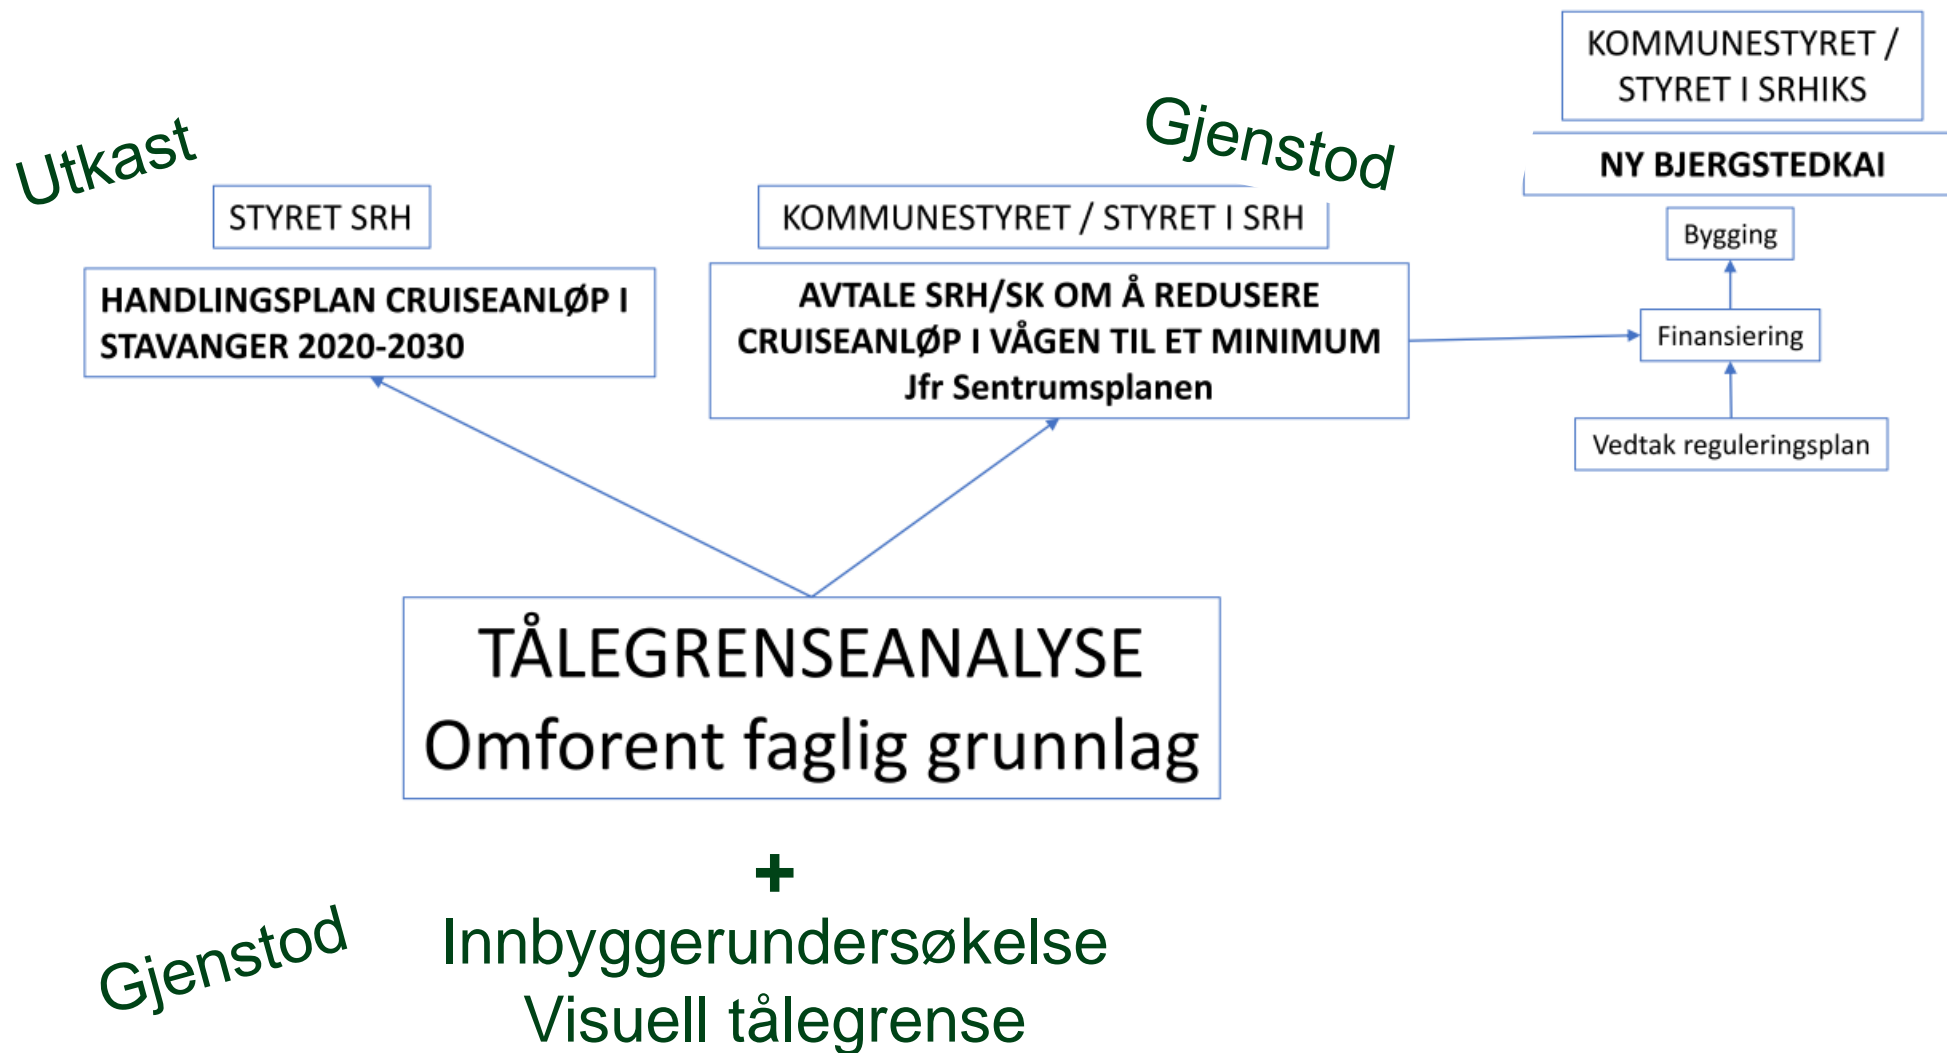 Utkast
STYRET SRH
HANDLINGSPLAN CRUISEANLØP I
STAVANGER 2020-2030
Gjenstod
KOMMUNESTYRET / STYRET I SRH
AVTALE SRH/SK OM Å REDUSERE
CRUISEANLØP I VÅGEN TIL ET MINIMUM
Jfr Sentrumsplanen
KOMMUNESTYRET /
STYRET I SRHIKS
NY BJERGSTEDKAI
Bygging
Finansiering
Vedtak reguleringsplan
TÅLEGRENSEANALYSE
Omforent faglig grunnlag
+
Gjenstod
Innbyggerundersøkelse
Visuell tålegrense